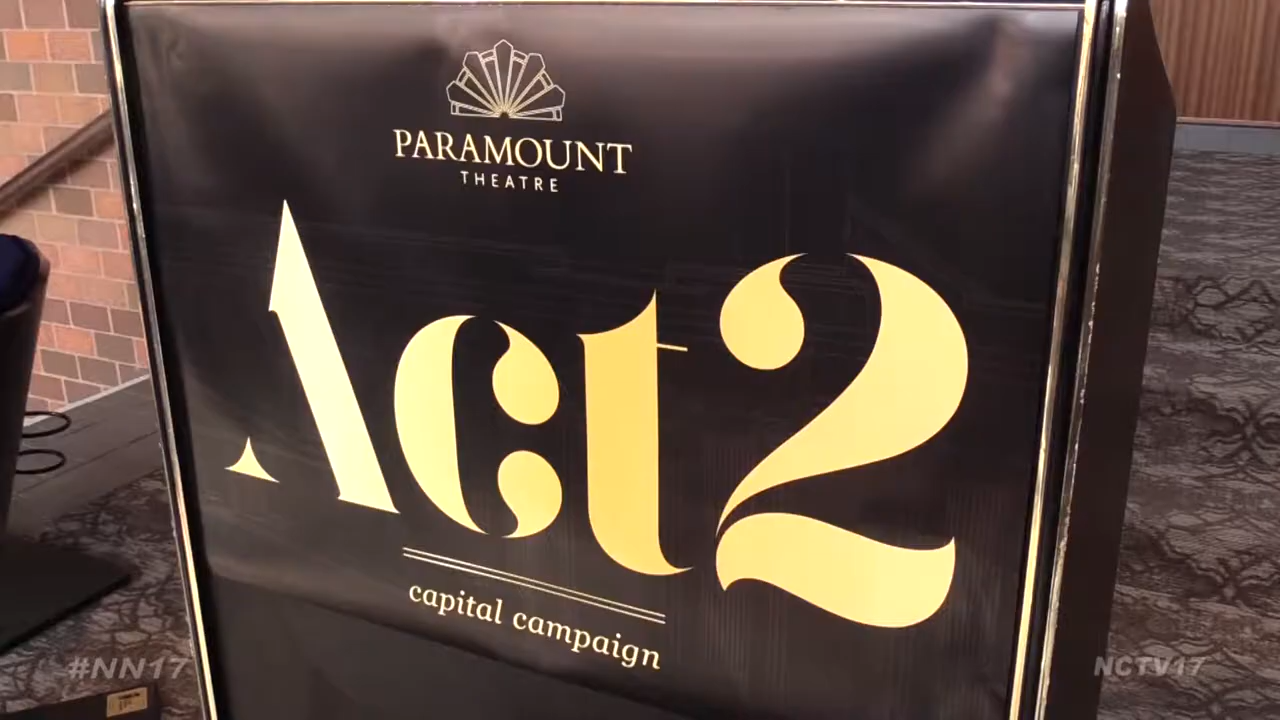 PARAMOUNT
THEATRE
Act2
capital campaign
#NN17
NCTV17